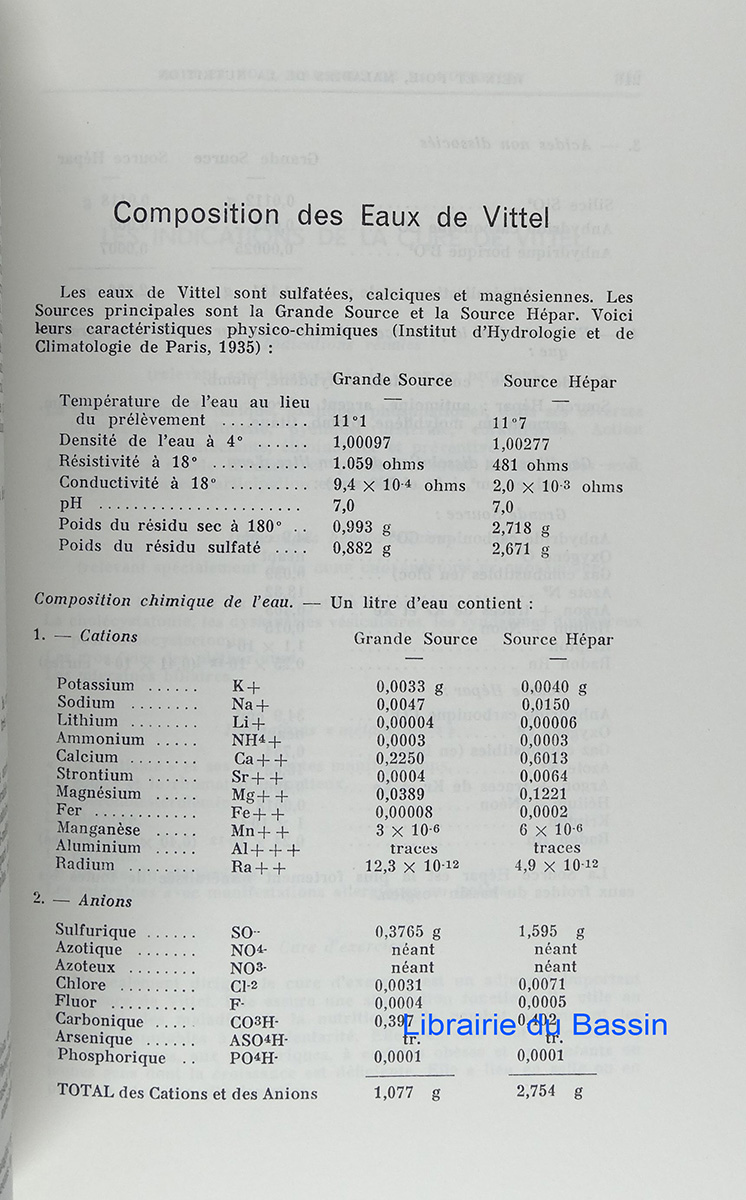 Composition des Eaux de Vittel
Les eaux de Vittel sont sulfatées, calciques et magnésiennes. Les
Sources principales sont la Grande Source et la Source Hépar. Voici
leurs caractéristiques physico-chimiques (Institut d'Hydrologie et de
Climatologie de Paris, 1935) :
Grande Source Source Hépar
Température de l'eau au lieu
du prélèvement .......... 11°1 11°7
Densité de l'eau à 4° ...... 1,00097 1,00277
Résistivité à 18° ........... 1.059 ohms 481 ohms
Conductivité à 18° ......... 9,4 × 10-4 ohms 2,0 × 10-3 ohms
pH ....................... 7,0 7,0
Poids du résidu sec à 180° .. 0,993 g 2,718 g
Poids du résidu sulfaté .... 0,882 g 2,671 g
Composition chimique de l'eau. — Un litre d'eau contient :
1. — Cations Grande Source Source Hépar
Potassium ...... K+ 0,0033 g 0,0040 g
Sodium ........ Na+ 0,0047 0,0150
Lithium ........ Li+ 0,00004 0,00006
Ammonium ..... NH4+ 0,0003 0,0003
Calcium ........ Ca++ 0,2250 0,6013
Strontium ...... Sr++ 0,0004 0,0064
Magnésium ..... Mg++ 0,0389 0,1221
Fer ............ Fe++ 0,00008 0,0002
Manganèse ..... Mn++ 3 × 10-6 6 × 10-6
Aluminium ..... Al+++ traces traces
Radium ........ Ra++ 12,3 × 10-12 4,9 × 10-12
2. — Anions
Sulfurique ...... SO-- 0,3765 g 1,595 g
Azotique ....... NO4- néant néant
Azoteux ........ NO3- néant néant
Chlore ......... Cl-2 0,0031 0,0071
Fluor .......... F- 0,0004 0,0005
Carbonique ..... CO3H- 0,397 0,402
Arsenique ...... ASO4H- tr. tr.
Phosphorique .. PO4H- 0,0001 0,0001
TOTAL des Cations et des Anions 1,077 g 2,754 g
Librairie du Bassin